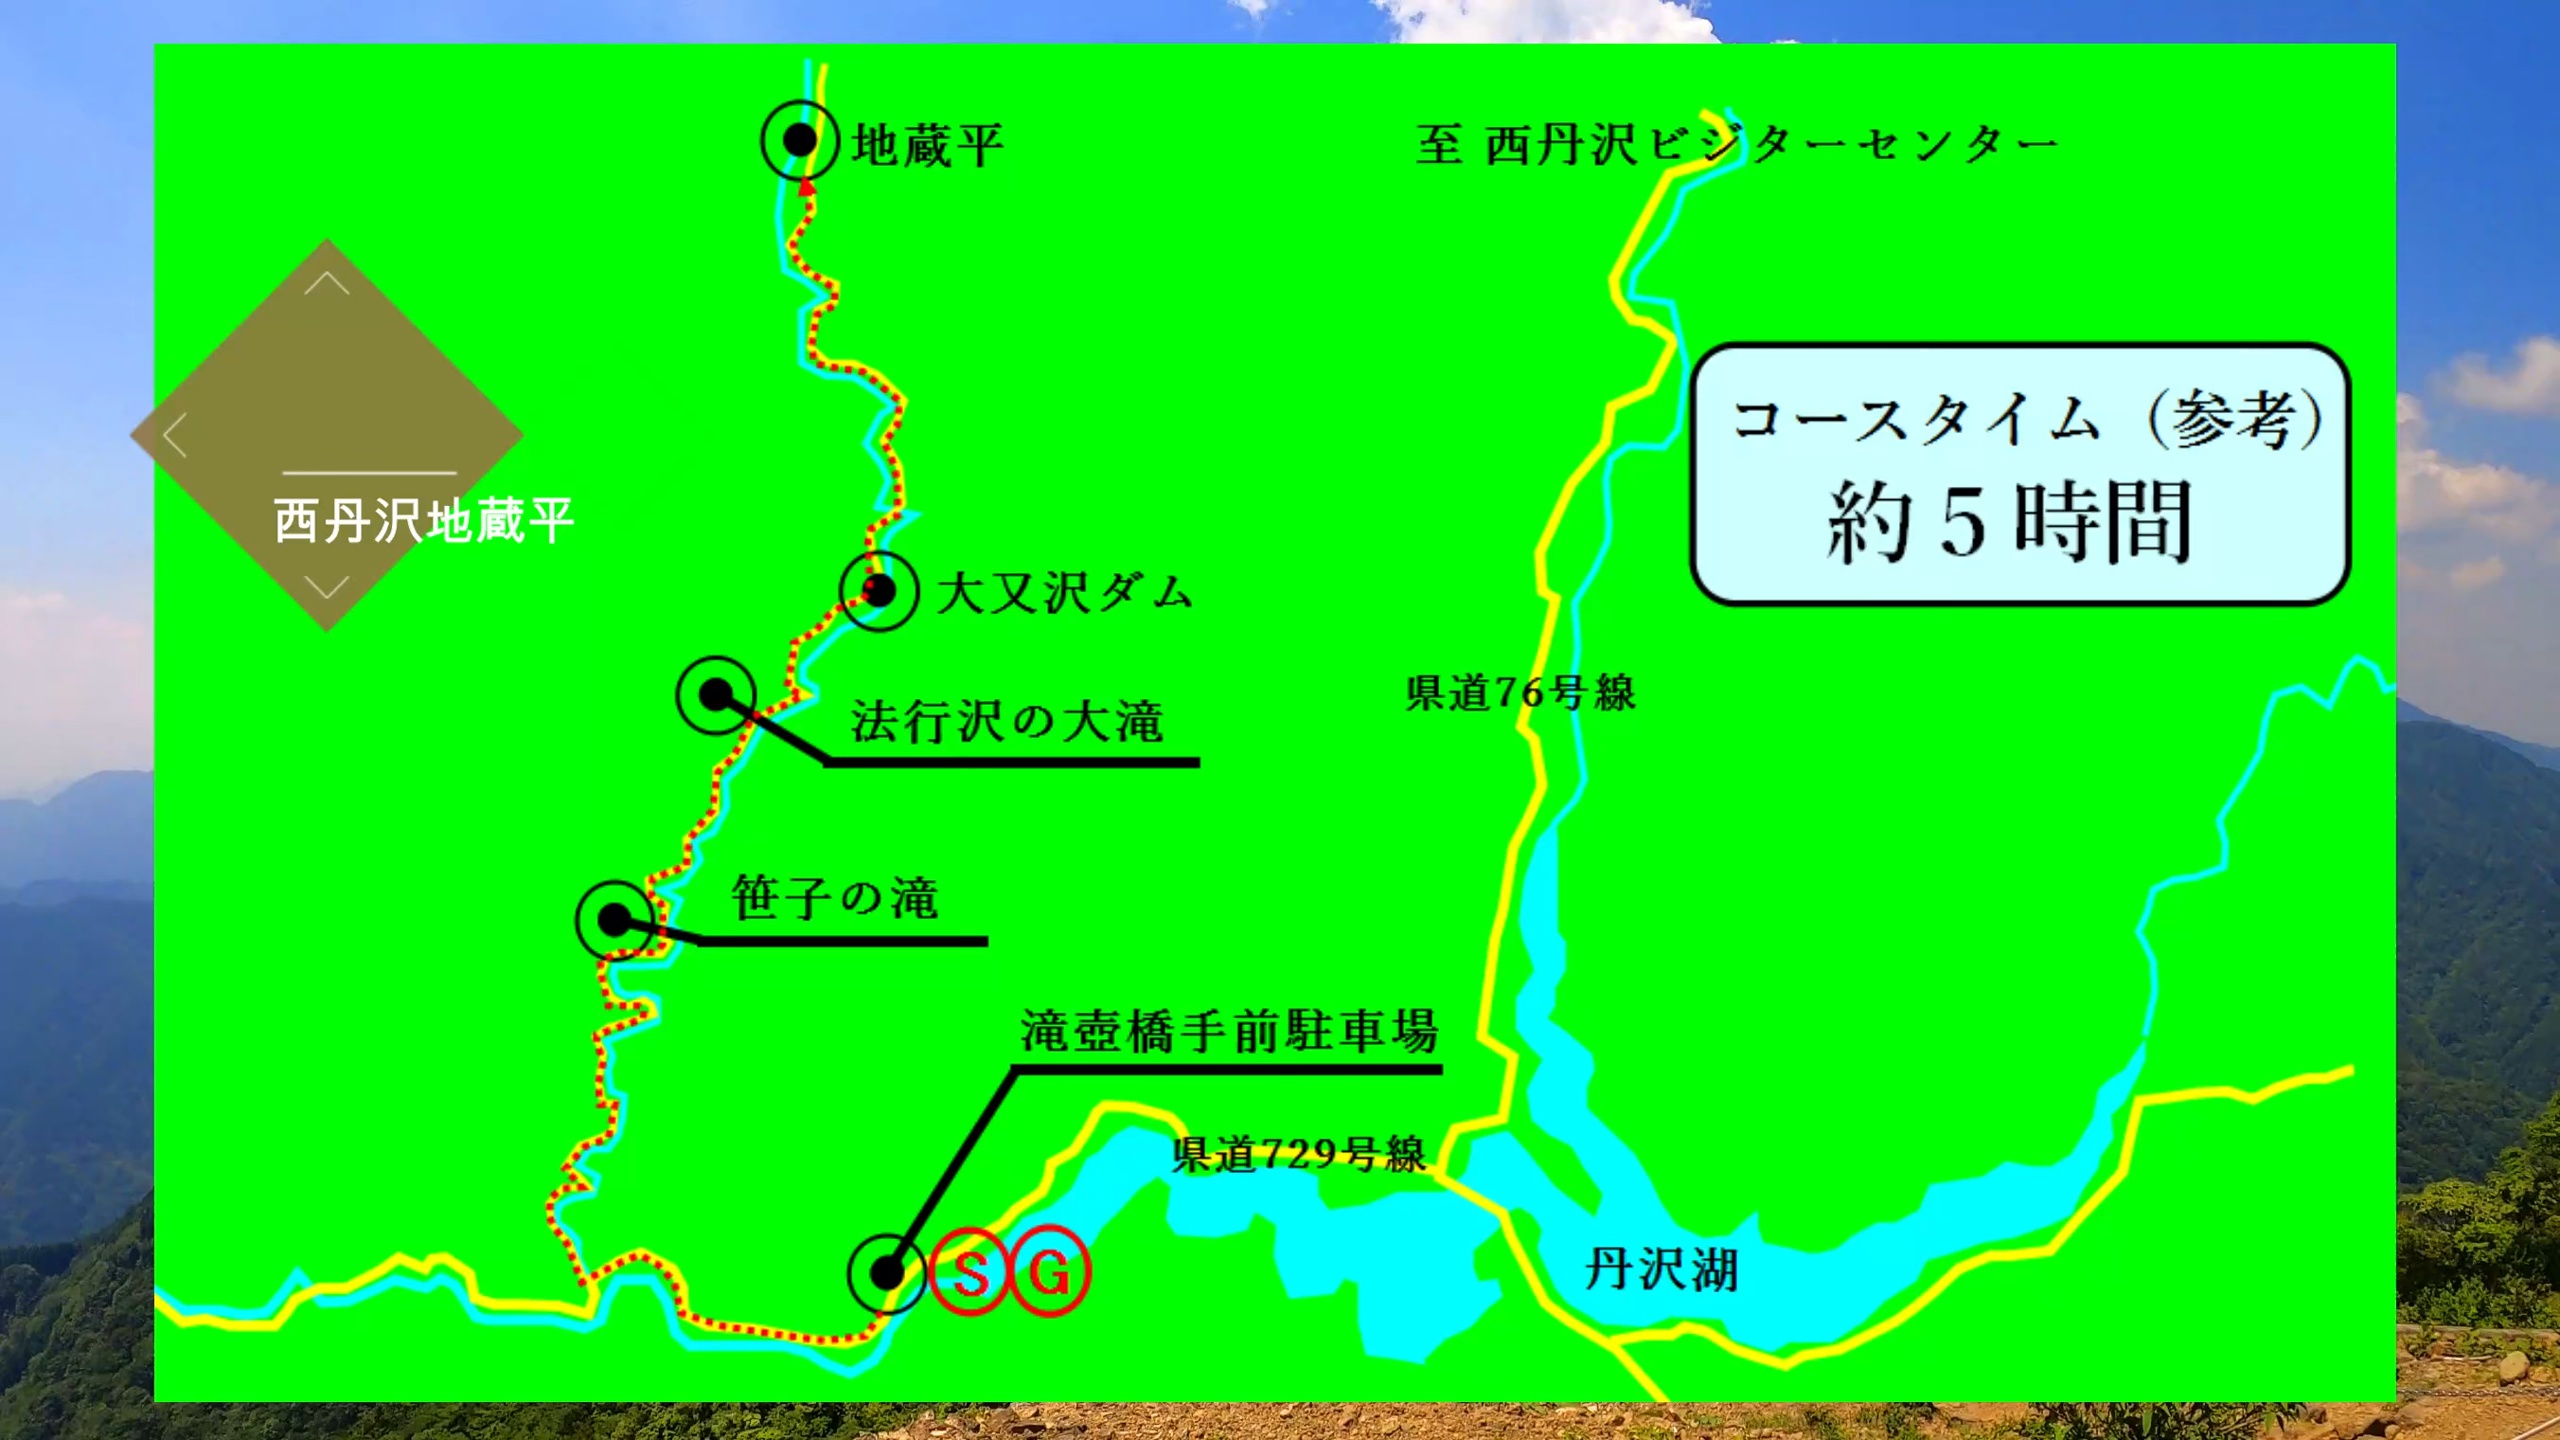 地蔵平
至 西丹沢ビジターセンター
コースタイム（参考）
約５時間
西丹沢地蔵平
大又沢ダム
法行沢の大滝
県道76号線
笹子の滝
滝壺橋手前駐車場
県道729号線
S G
丹沢湖